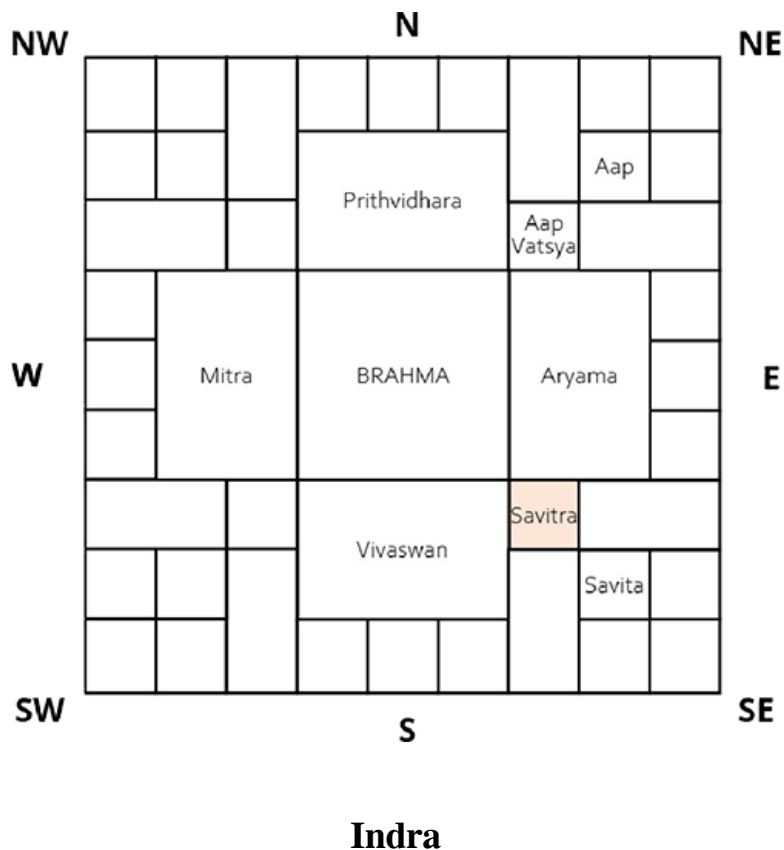 N
NW
NE
Aap
Prithvidhara
Aap
Vatsya
W
Mitra
BRAHMA
Aryama
E
Savitra
Vivaswan
Savita
SW
SE
S
Indra